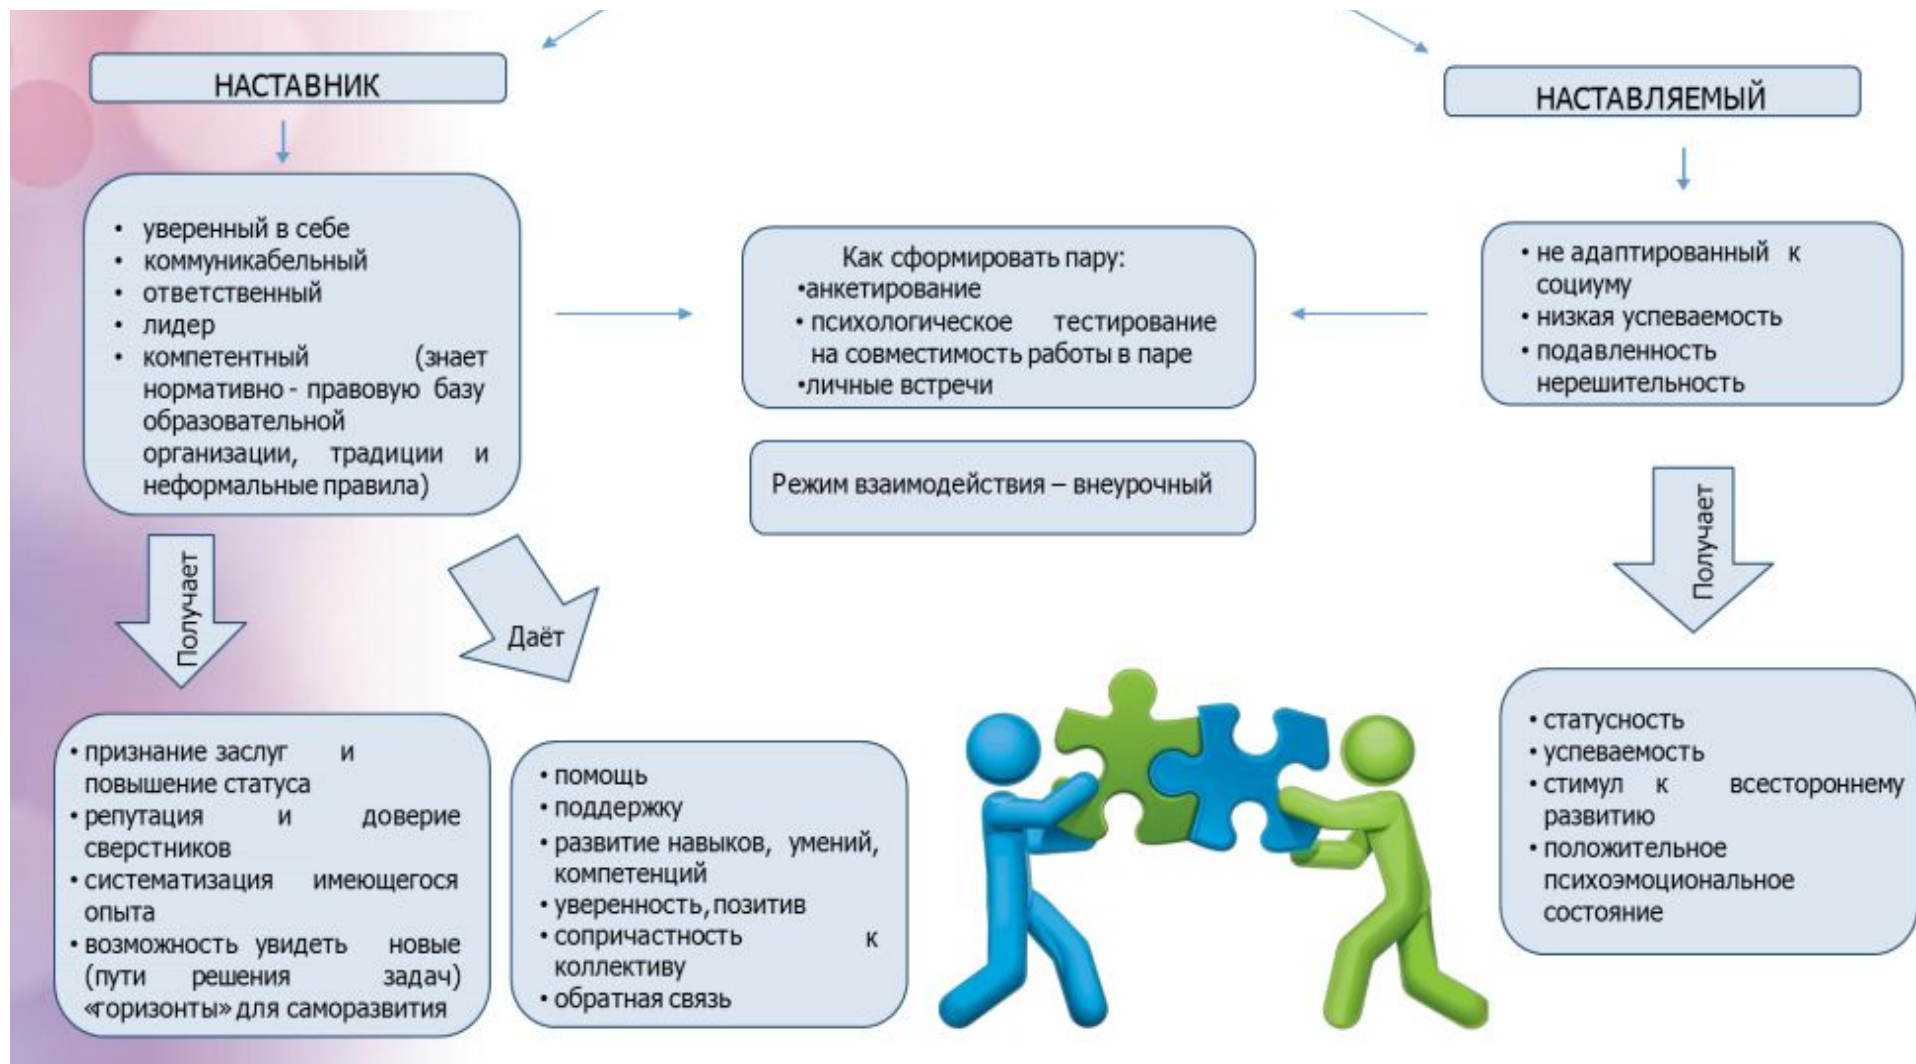 НАСТАВНИК
• уверенный в себе
• коммуникабельный
• ответственный
• лидер
• компетентный (знает
нормативно - правовую базу
образовательной
организации, традиции и
неформальные правила)
Получает
Даёт
• признание заслуг и
повышение статуса
• репутация и доверие
сверстников
• систематизация имеющегося
опыта
• возможность увидеть новые
(пути решения задач)
«горизонты» для саморазвития
• помощь
• поддержку
• развитие навыков, умений,
компетенций
• уверенность, позитив
• сопричастность к
коллективу
• обратная связь
Как сформировать пару:
•анкетирование
• психологическое тестирование
на совместимость работы в паре
•личные встречи
Режим взаимодействия – внеурочный
НАСТАВЛЯЕМЫЙ
• не адаптированный к
социуму
• низкая успеваемость
• подавленность
нерешительность
Получает
• статусность
• успеваемость
• стимул к всестороннему
развитию
• положительное
психоэмоциональное
состояние